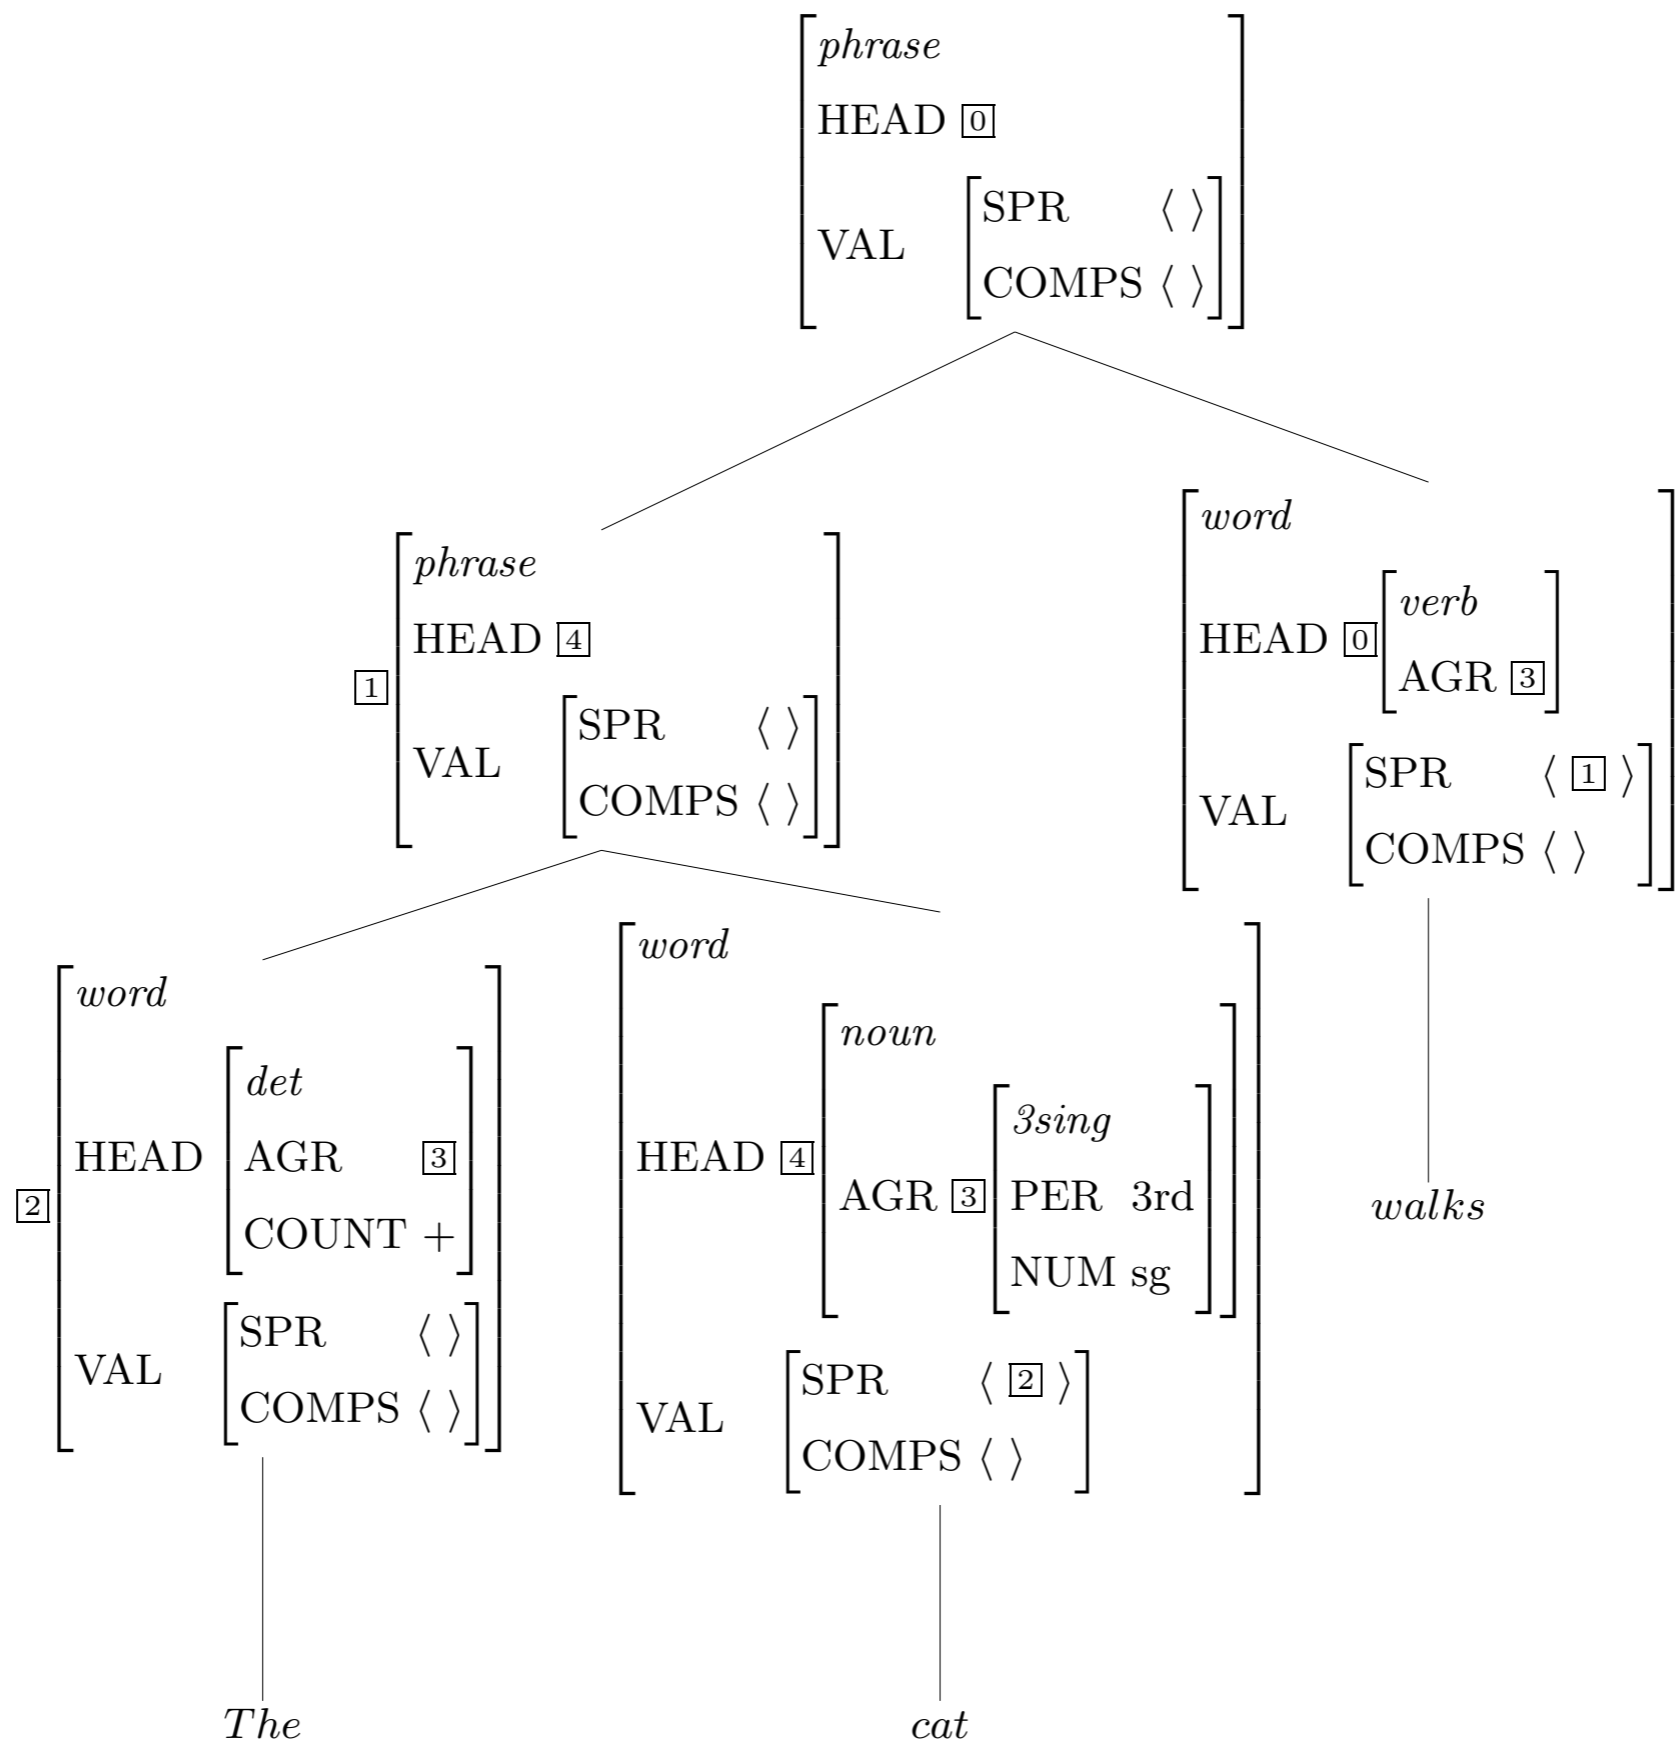 phrase
HEAD 0
VAL
SPR ⟨ ⟩
COMPS ⟨ ⟩
1
phrase
HEAD 4
VAL
SPR ⟨ ⟩
COMPS ⟨ ⟩
word
HEAD 0
verb
AGR 3
VAL
SPR ⟨ 1 ⟩
COMPS ⟨ ⟩
2
word
HEAD
det
AGR 3
COUNT +
VAL
SPR ⟨ ⟩
COMPS ⟨ ⟩
word
HEAD 4
noun
AGR 3
3sing
PER 3rd
NUM sg
VAL
SPR ⟨ 2 ⟩
COMPS ⟨ ⟩
walks
The
cat